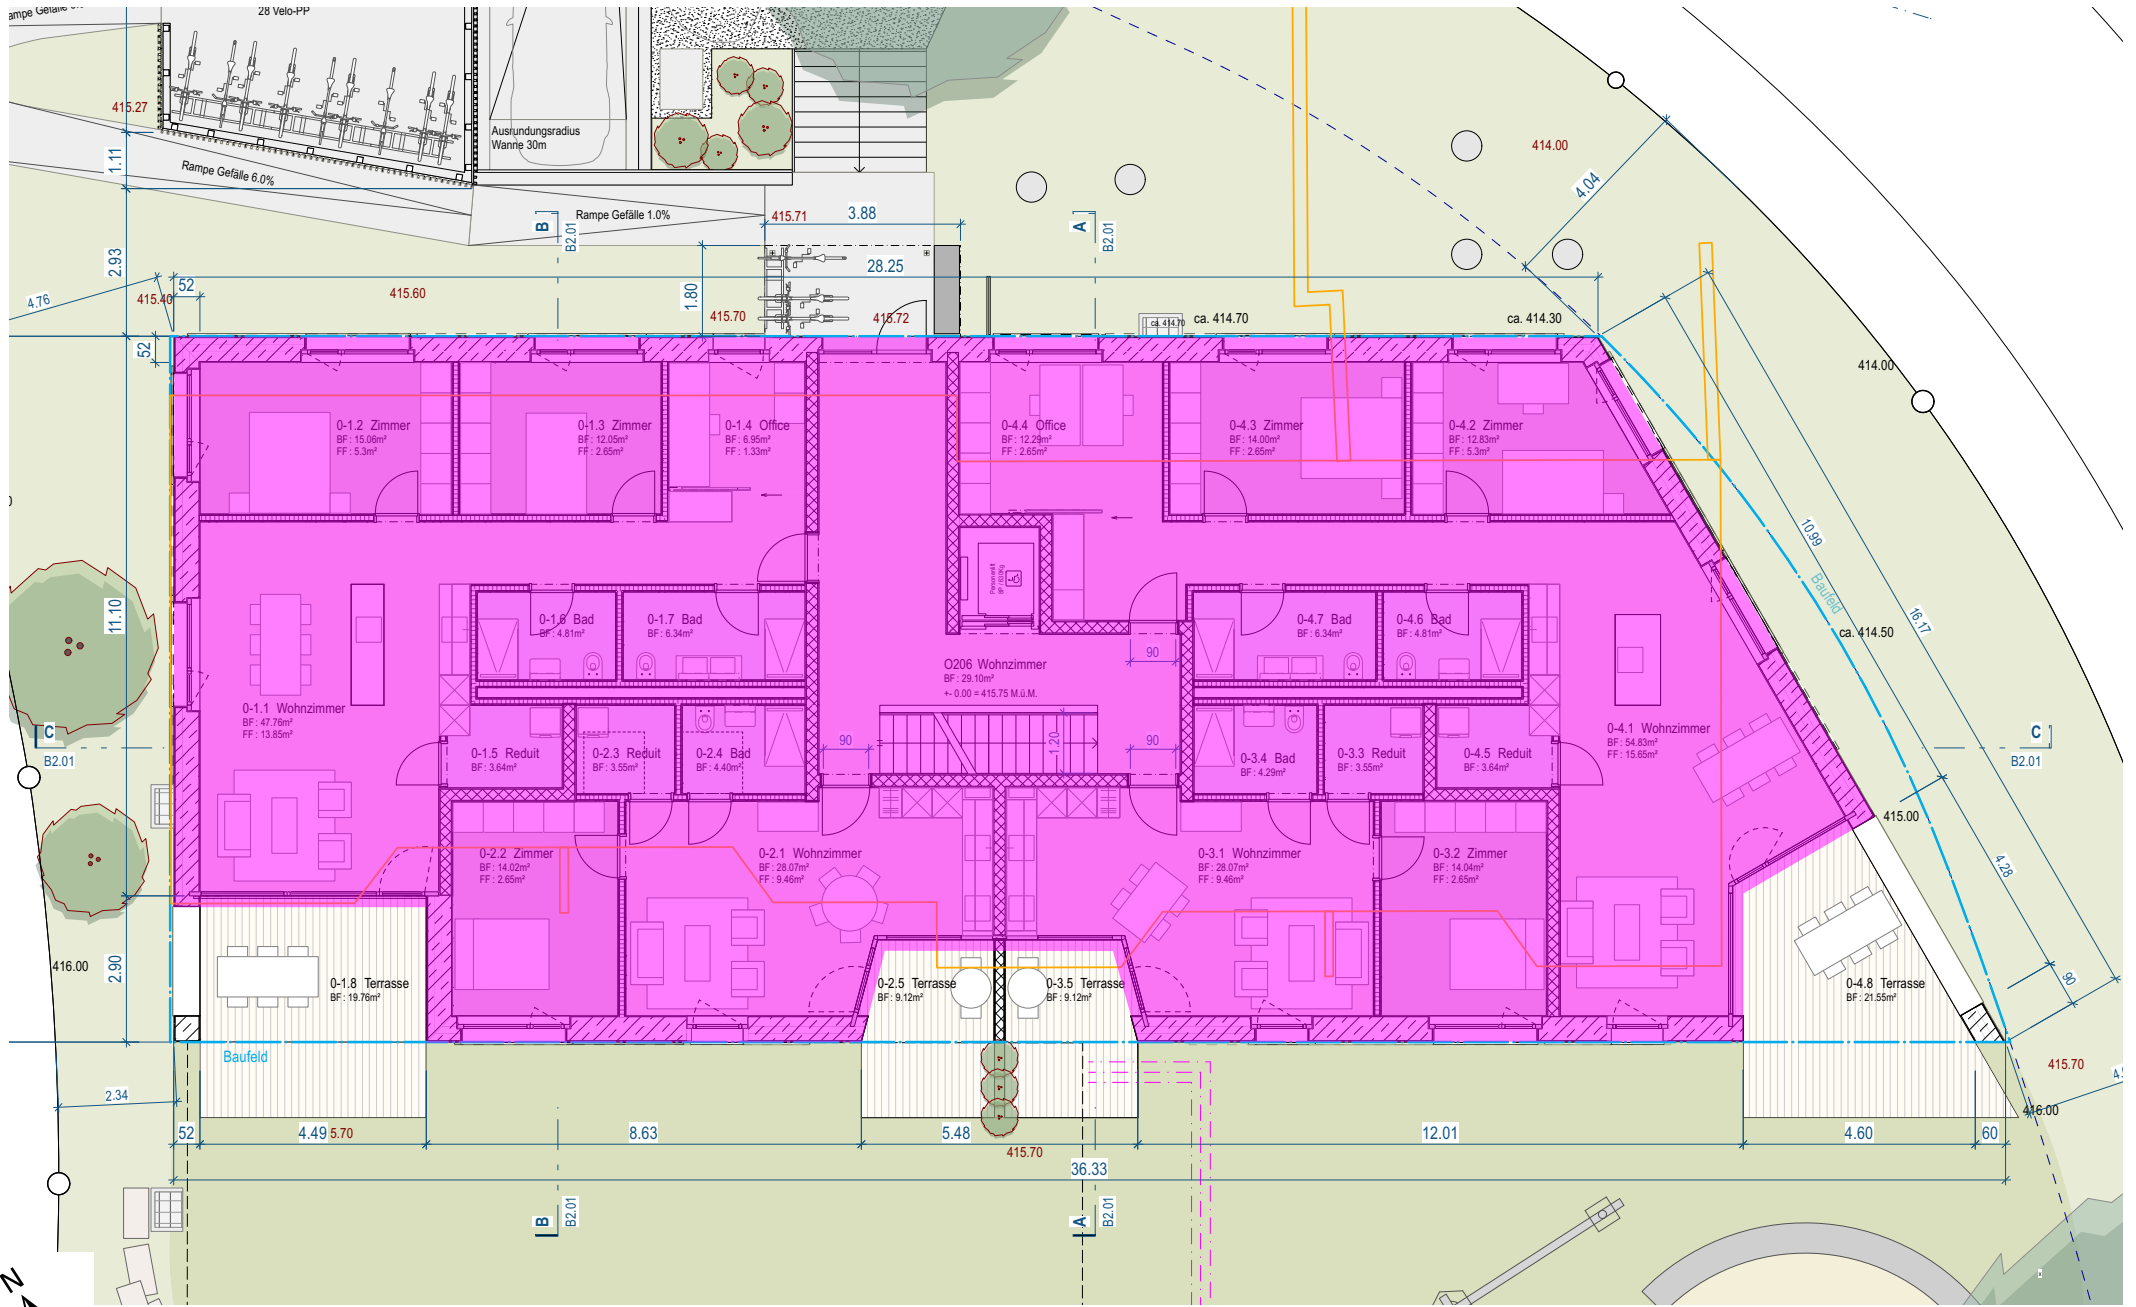 28 Velo-PP
415.27
1.11
Rampe Gefälle 6.0%
Ausrundungsradius
Wanne 30m
Rampe Gefälle 1.0%
415.71
3.88
B
B2.01
A
B2.01
414.00
4.04
2.93
4.76
415.40
52
415.60
1.80
28.25
415.70
415.72
ca. 414.70
ca. 414.70
ca. 414.30
52
414.00
0-1.2 Zimmer
BF : 15.06m²
FF : 5.3m²
0-1.3 Zimmer
BF : 12.05m²
FF : 2.65m²
0-1.4 Office
BF : 6.95m²
FF : 1.33m²
0-4.4 Office
BF : 12.29m²
FF : 2.65m²
0-4.3 Zimmer
BF : 14.00m²
FF : 2.65m²
0-4.2 Zimmer
BF : 12.83m²
FF : 5.3m²
10.99
Baufeld
16.17
ca. 414.50
11.10
Personenlift
8P / 630Kg
0-1.6 Bad
BF : 4.81m²
0-1.7 Bad
BF : 6.34m²
0-4.7 Bad
BF : 6.34m²
0-4.6 Bad
BF : 4.81m²
90
O206 Wohnzimmer
BF : 29.10m²
+- 0.00 = 415.75 M.ü.M.
0-1.1 Wohnzimmer
BF : 47.76m²
FF : 13.85m²
0-4.1 Wohnzimmer
BF : 54.83m²
FF : 15.65m²
C
B2.01
C
B2.01
0-1.5 Reduit
BF : 3.64m²
0-2.3 Reduit
BF : 3.55m²
0-2.4 Bad
BF : 4.40m²
90
1.20
90
0-3.4 Bad
BF : 4.29m²
0-3.3 Reduit
BF : 3.55m²
0-4.5 Reduit
BF : 3.64m²
415.00
4.28
0-2.2 Zimmer
BF : 14.02m²
FF : 2.65m²
0-2.1 Wohnzimmer
BF : 28.07m²
FF : 9.46m²
0-3.1 Wohnzimmer
BF : 28.07m²
FF : 9.46m²
0-3.2 Zimmer
BF : 14.04m²
FF : 2.65m²
416.00
2.90
0-1.8 Terrasse
BF : 19.76m²
0-2.5 Terrasse
BF : 9.12m²
0-3.5 Terrasse
BF : 9.12m²
0-4.8 Terrasse
BF : 21.55m²
90
Baufeld
415.70
2.34
416.00
52
4.49
5.70
8.63
5.48
12.01
4.60
60
415.70
36.33
B
B2.01
A
B2.01
N